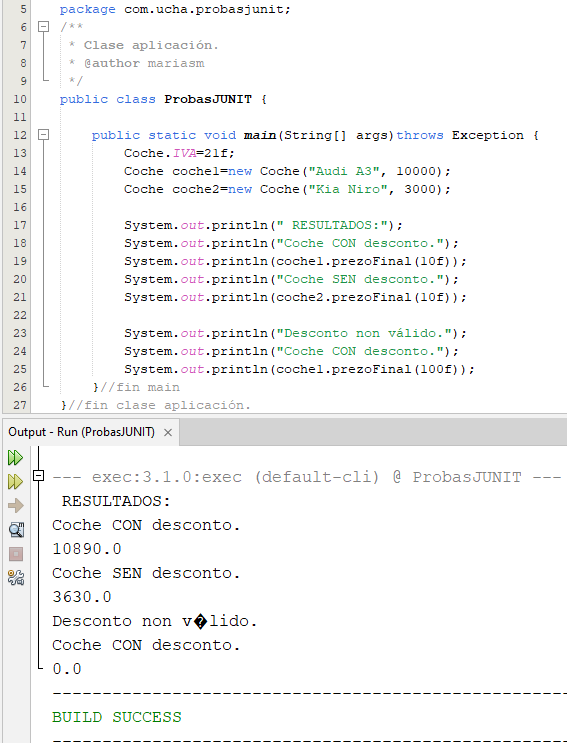 5 package com.ucha.probasjunit;
6 /**
7 * Clase aplicación.
8 * @author mariasm
9 */
10 public class ProbasJUNIT {
11
12 public static void main(String[] args)throws Exception {
13 Coche.IVA=21f;
14 Coche coche1=new Coche("Audi A3", 10000);
15 Coche coche2=new Coche("Kia Niro", 3000);
16
17 System.out.println(" RESULTADOS:");
18 System.out.println("Coche CON desconto.");
19 System.out.println(coche1.prezoFinal(10f));
20 System.out.println("Coche SEN desconto.");
21 System.out.println(coche2.prezoFinal(10f));
22
23 System.out.println("Desconto non válido.");
24 System.out.println("Coche CON desconto.");
25 System.out.println(coche1.prezoFinal(100f));
26 }//fin main
27 }//fin clase aplicación.
Output - Run (ProbasJUNIT) ×
--- exec:3.1.0:exec (default-cli) @ ProbasJUNIT ---
RESULTADOS:
Coche CON desconto.
10890.0
Coche SEN desconto.
3630.0
Desconto non v�lido.
Coche CON desconto.
0.0
------------------------------------------------
BUILD SUCCESS
------------------------------------------------